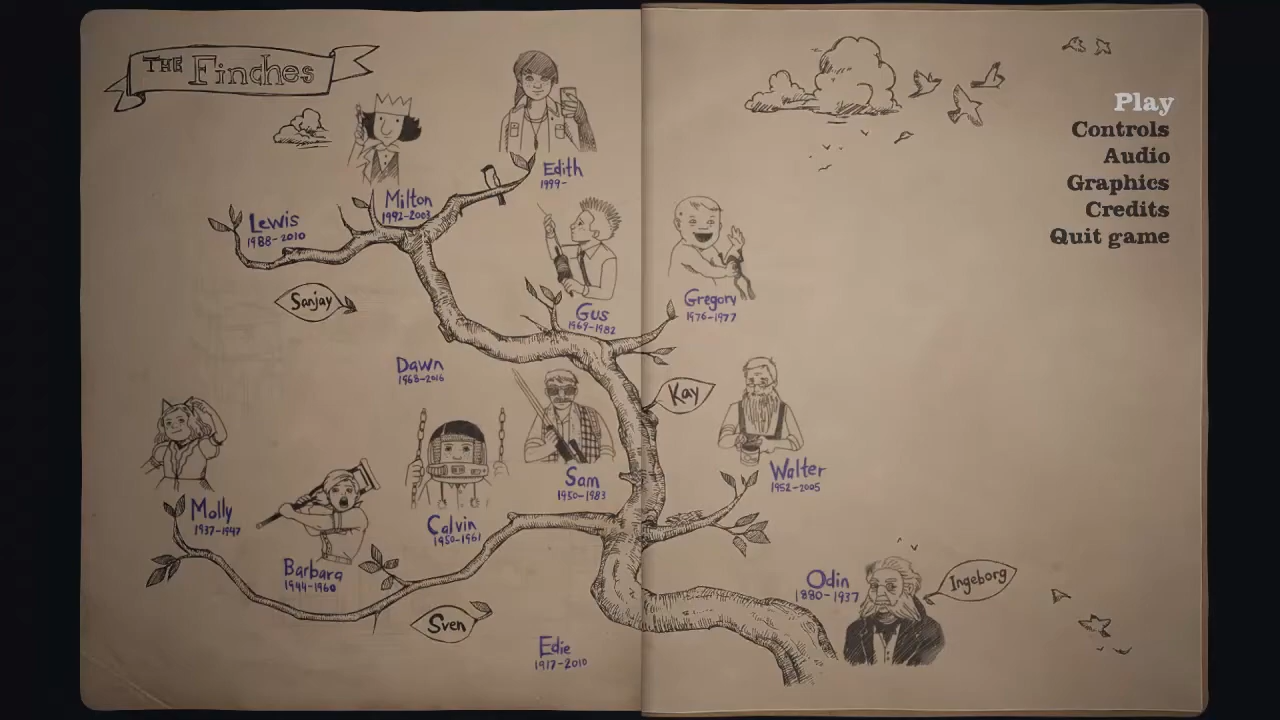 THE Finches
Edith
1999-
Milton
1992-2003
Lewis
1988-2010
Sanjay
Gus
1969-1982
Gregory
1976-1977
Dawn
1968-2016
Kay
Sam
1950-1983
Walter
1952-2005
Molly
1937-1947
Calvin
1950-1961
Barbara
1944-1960
Sven
Odin
1880-1937
Ingeborg
Edie
1917-2010
Play
Controls
Audio
Graphics
Credits
Quit game